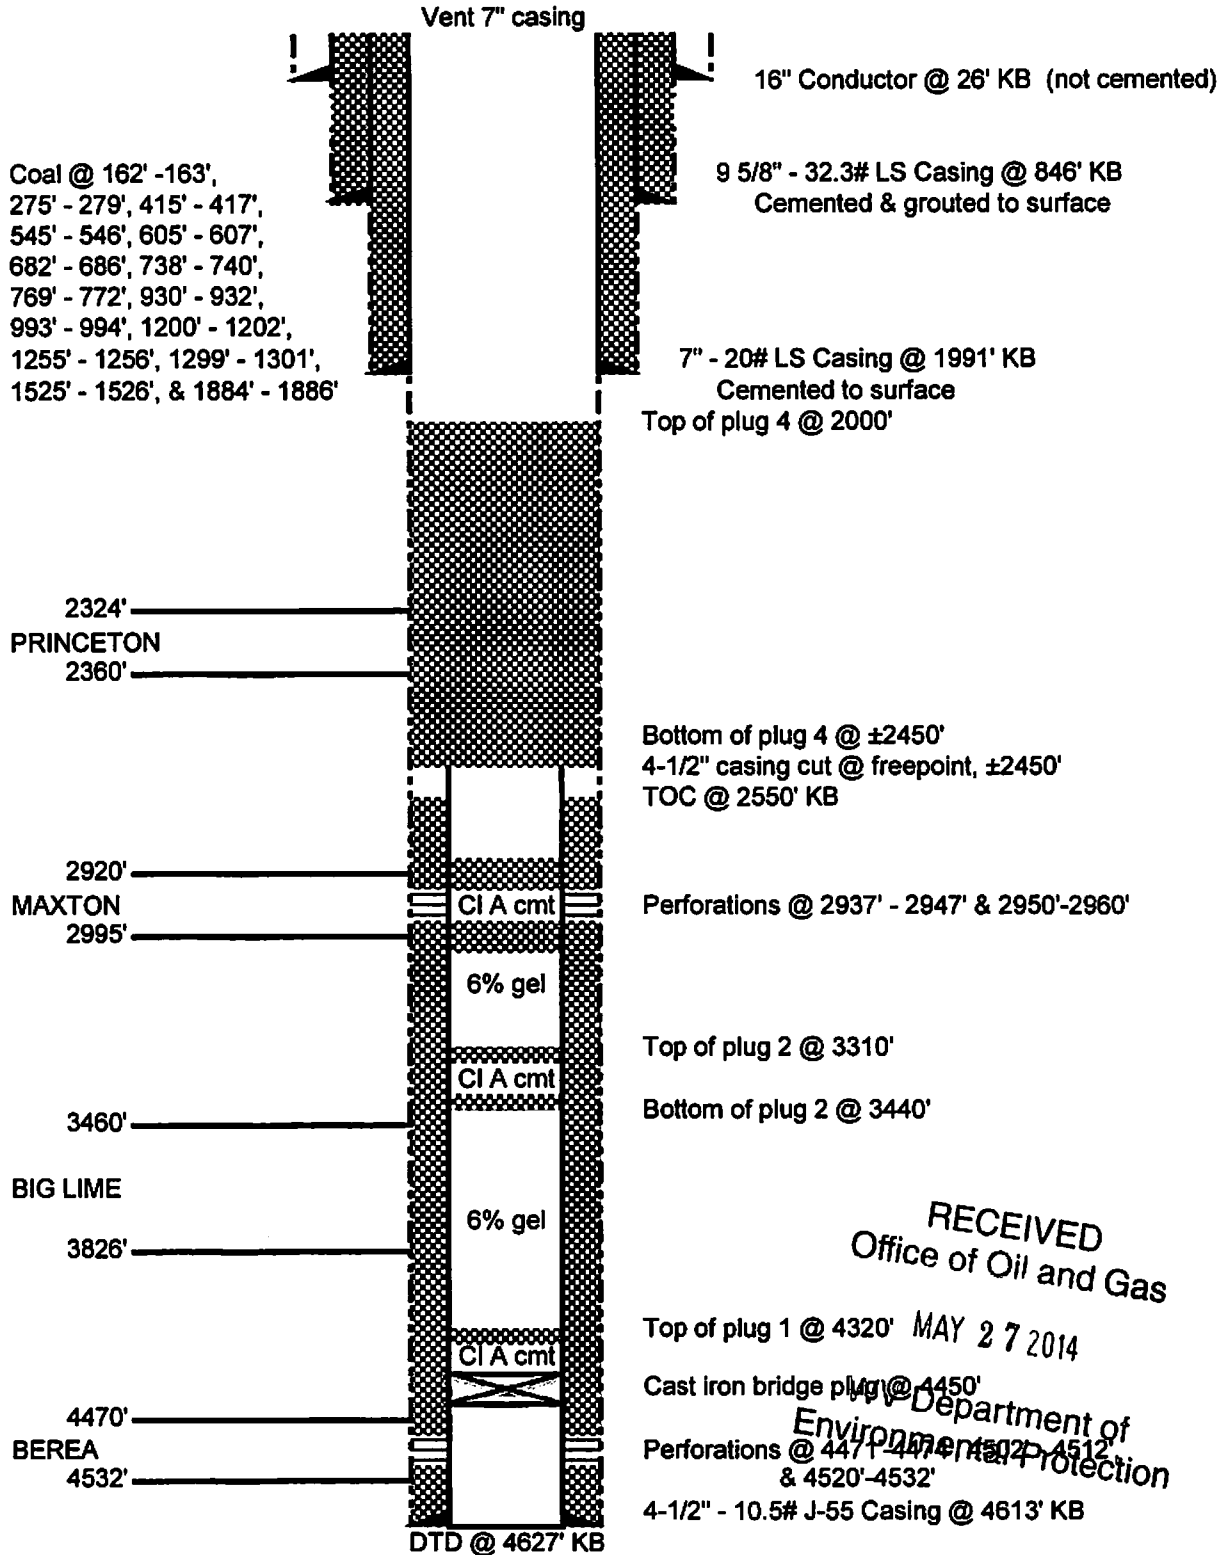 Vent 7" casing
16" Conductor @ 26' KB (not cemented)
Coal @ 162' -163',
275' - 279', 415' - 417',
545' - 546', 605' - 607',
682' - 686', 738' - 740',
769' - 772', 930' - 932',
993' - 994', 1200' - 1202',
1255' - 1256', 1299' - 1301',
1525' - 1526', & 1884' - 1886'
9 5/8" - 32.3# LS Casing @ 846' KB
Cemented & grouted to surface
7" - 20# LS Casing @ 1991' KB
Cemented to surface
Top of plug 4 @ 2000'
2324'
PRINCETON
2360'
Bottom of plug 4 @ ±2450'
4-1/2" casing cut @ freepoint, ±2450'
TOC @ 2550' KB
2920'
MAXTON
2995'
Cl A cmt
Perforations @ 2937' - 2947' & 2950'-2960'
6% gel
Top of plug 2 @ 3310'
Cl A cmt
Bottom of plug 2 @ 3440'
3460'
BIG LIME
3826'
6% gel
RECEIVED
Office of Oil and Gas
MAY 27 2014
WV Department of
Environmental Protection
Top of plug 1 @ 4320'
Cl A cmt
Cast iron bridge plug @ 4450'
4470'
BEREA
4532'
Perforations @ 4471'-4474', 4502'-4512',
& 4520'-4532'
4-1/2" - 10.5# J-55 Casing @ 4613' KB
DTD @ 4627' KB